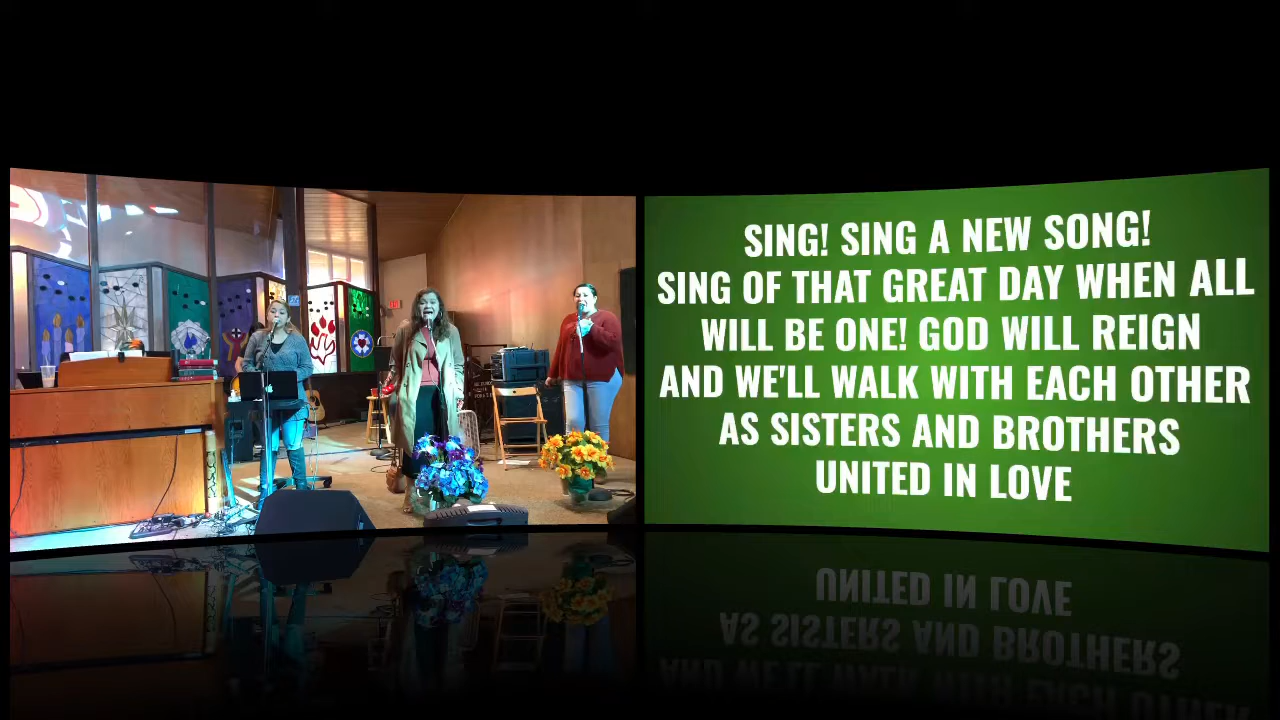 SING! SING A NEW SONG!
SING OF THAT GREAT DAY WHEN ALL
WILL BE ONE! GOD WILL REIGN
AND WE'LL WALK WITH EACH OTHER
AS SISTERS AND BROTHERS
UNITED IN LOVE